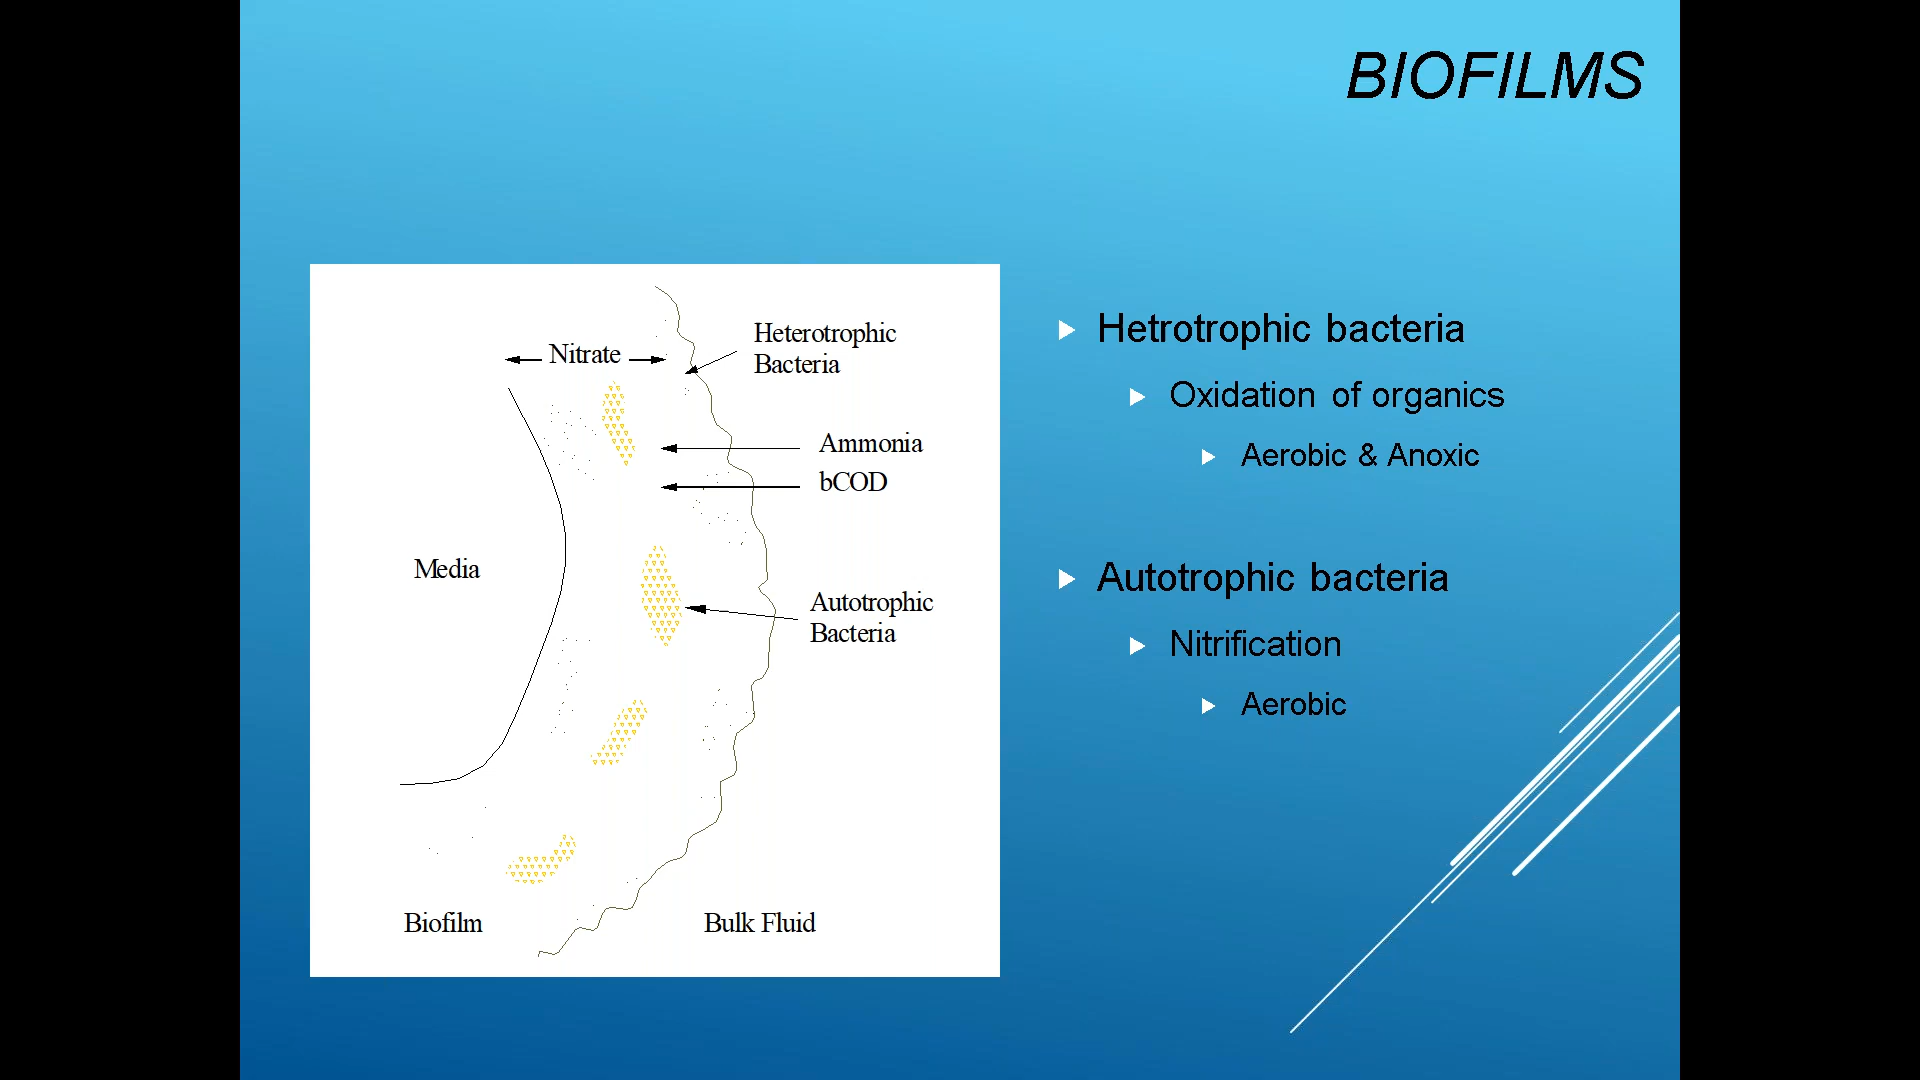 BIOFILMS
Heterotrophic
Bacteria
Nitrate
Ammonia
bCOD
Media
Autotrophic
Bacteria
Biofilm
Bulk Fluid
Hetrotrophic bacteria
Oxidation of organics
Aerobic & Anoxic
Autotrophic bacteria
Nitrification
Aerobic